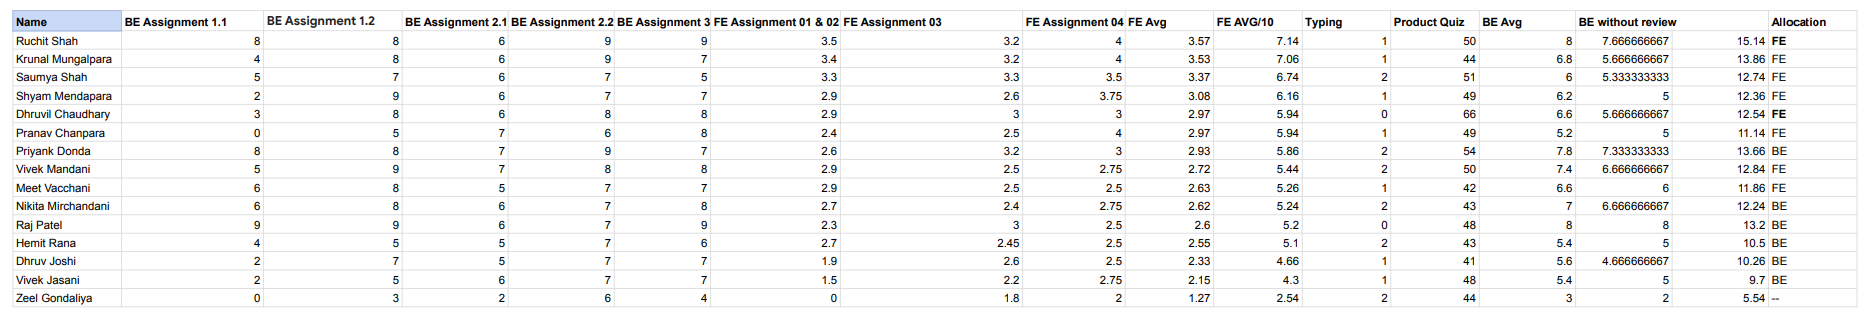 Name BE Assignment 1.1 BE Assignment 1.2 BE Assignment 2.1 BE Assignment 2.2 BE Assignment 3 FE Assignment 01 & 02 FE Assignment 03 FE Assignment 04 FE Avg FE AVG/10 Typing Product Quiz BE Avg BE without review Allocation
Ruchit Shah 8 8 6 9 9 3.5 3.2 4 3.57 7.14 1 50 8 7.666666667 15.14 FE
Krunal Mungalpara 4 8 6 9 7 3.4 3.2 4 3.53 7.06 1 44 6.8 5.666666667 13.86 FE
Saumya Shah 5 7 6 7 5 3.3 3.3 3.5 3.37 6.74 2 51 6 5.333333333 12.74 FE
Shyam Mendapara 2 9 6 7 7 2.9 2.6 3.75 3.08 6.16 1 49 6.2 5 12.36 FE
Dhruvil Chaudhary 3 8 6 8 8 2.9 3 3 2.97 5.94 0 66 6.6 5.666666667 12.54 FE
Pranav Chanpara 0 5 7 6 8 2.4 2.5 4 2.97 5.94 1 49 5.2 5 11.14 FE
Priyank Donda 8 8 7 9 7 2.6 3.2 3 2.93 5.86 2 54 7.8 7.333333333 13.66 BE
Vivek Mandani 5 9 7 8 8 2.9 2.5 2.75 2.72 5.44 2 50 7.4 6.666666667 12.84 FE
Meet Vacchani 6 8 5 7 7 2.9 2.5 2.5 2.63 5.26 1 42 6.6 6 11.86 FE
Nikita Mirchandani 6 8 6 7 8 2.7 2.4 2.75 2.62 5.24 2 43 7 6.666666667 12.24 BE
Raj Patel 9 9 6 7 9 2.3 3 2.5 2.6 5.2 0 48 8 8 13.2 BE
Hemit Rana 4 5 5 7 6 2.7 2.45 2.5 2.55 5.1 2 43 5.4 5 10.5 BE
Dhruv Joshi 2 7 5 7 7 1.9 2.6 2.5 2.33 4.66 1 41 5.6 4.666666667 10.26 BE
Vivek Jasani 2 5 6 7 7 1.5 2.2 2.75 2.15 4.3 1 48 5.4 5 9.7 BE
Zeel Gondaliya 0 3 2 6 4 0 1.8 2 1.27 2.54 2 44 3 2 5.54 --